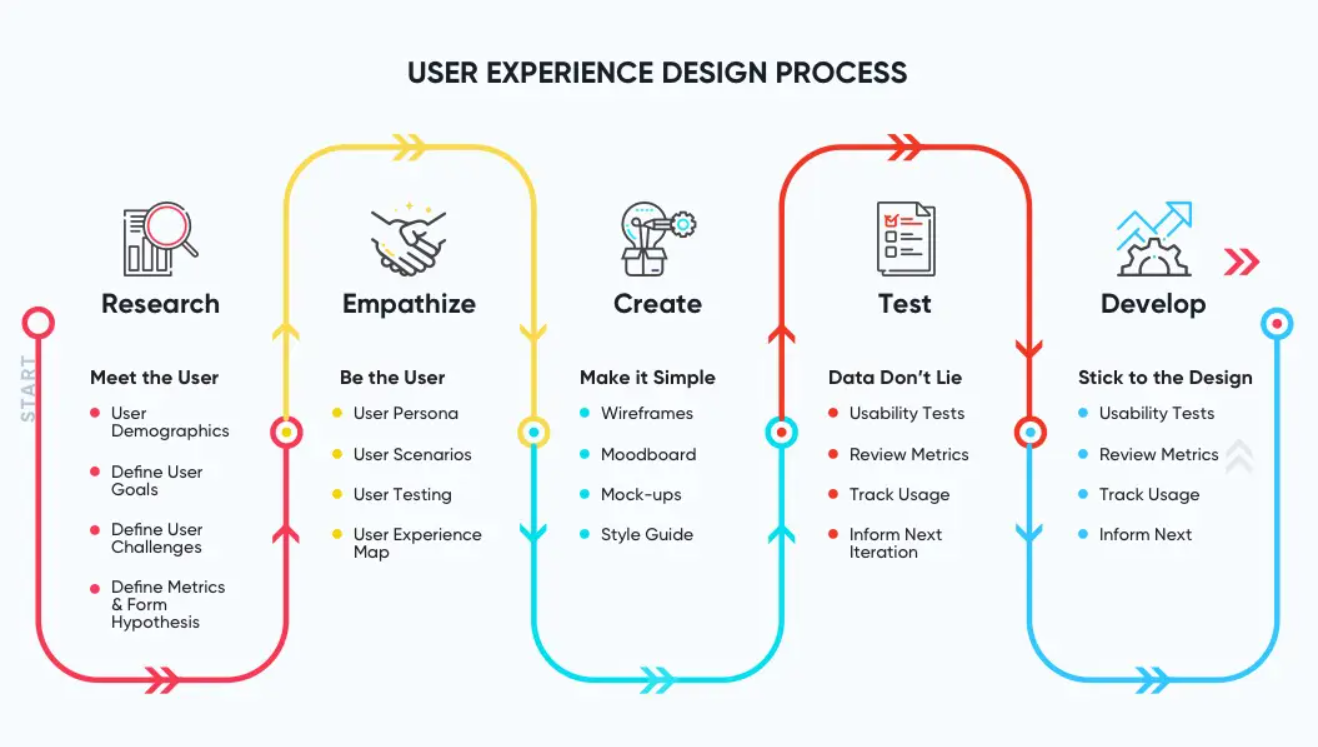 USER EXPERIENCE DESIGN PROCESS
START
Research
Meet the User
User
Demographics
Define User
Goals
Define User
Challenges
Define Metrics
& Form
Hypothesis
Empathize
Be the User
User Persona
User Scenarios
User Testing
User Experience
Map
Create
Make it Simple
Wireframes
Moodboard
Mock-ups
Style Guide
Test
Data Don’t Lie
Usability Tests
Review Metrics
Track Usage
Inform Next
Iteration
Develop
Stick to the Design
Usability Tests
Review Metrics
Track Usage
Inform Next